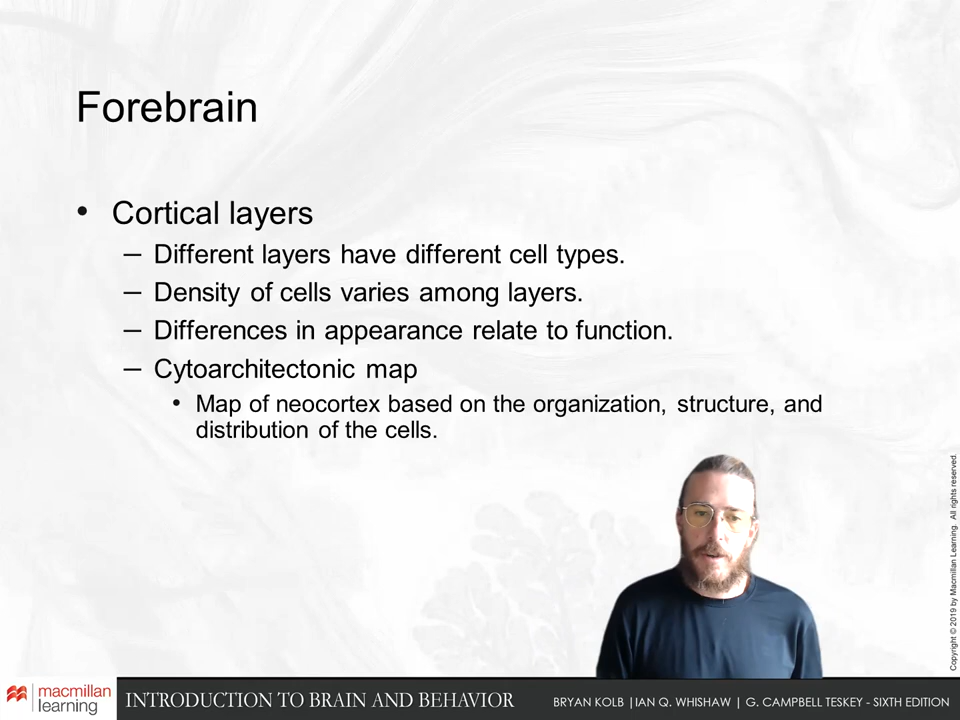 Forebrain
• Cortical layers
– Different layers have different cell types.
– Density of cells varies among layers.
– Differences in appearance relate to function.
– Cytoarchitectonic map
• Map of neocortex based on the organization, structure, and
distribution of the cells.
Copyright © 2019 by Macmillan Learning. All rights reserved.
macmillan
learning
INTRODUCTION TO BRAIN AND BEHAVIOR
BRYAN KOLB |IAN Q. WHISHAW | G. CAMPBELL TESKEY - SIXTH EDITION